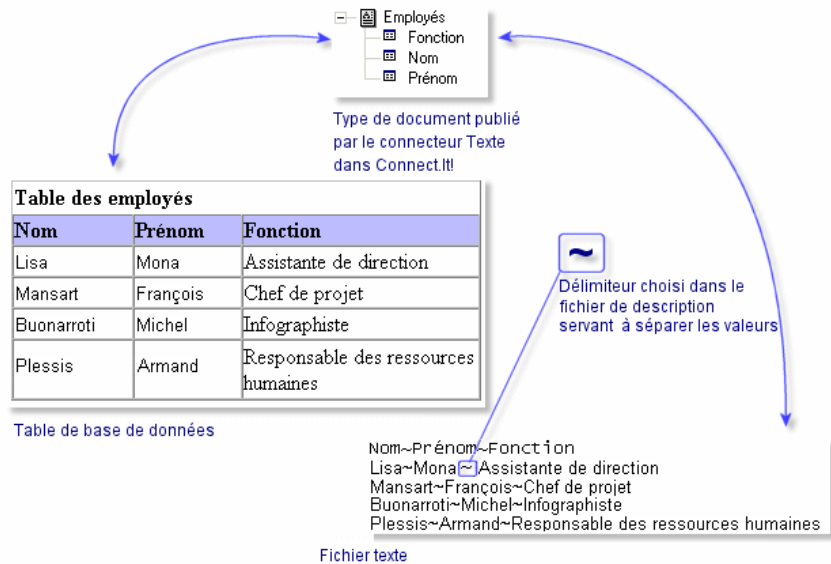 Employés
Fonction
Nom
Prénom
Type de document publié
par le connecteur Texte
dans Connect.It!
Table des employés
Nom Prénom Fonction
Lisa Mona Assistante de direction
Mansart François Chef de projet
Buonarroti Michel Infographiste
Plessis Armand Responsable des ressources
humaines
Table de base de données
~
Délimiteur choisi dans le
fichier de description
servant à séparer les valeurs
Nom~Prénom~Fonction
Lisa~Mona~Assistante de direction
Mansart~François~Chef de projet
Buonarroti~Michel~Infographiste
Plessis~Armand~Responsable des ressources humaines
Fichier texte